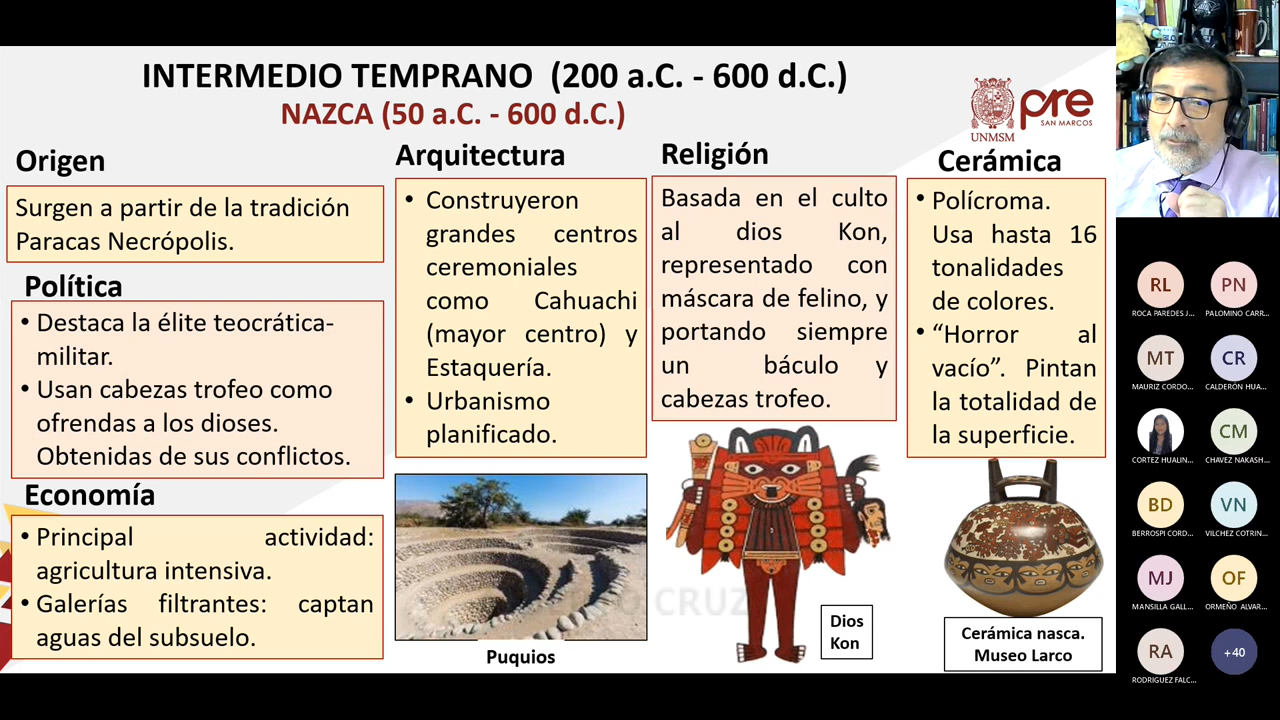 INTERMEDIO TEMPRANO (200 a.C. - 600 d.C.)
NAZCA (50 a.C. - 600 d.C.)
UNMSM
pre
SAN MARCOS
Origen
Surgen a partir de la tradición
Paracas Necrópolis.
Política
• Destaca la élite teocrática-
militar.
• Usan cabezas trofeo como
ofrendas a los dioses.
Obtenidas de sus conflictos.
Economía
• Principal actividad:
agricultura intensiva.
• Galerías filtrantes: captan
aguas del subsuelo.
Arquitectura
• Construyeron
grandes centros
ceremoniales
como Cahuachi
(mayor centro) y
Estaquería.
• Urbanismo
planificado.
Puquios
Religión
Basada en el culto
al dios Kon,
representado con
máscara de felino, y
portando siempre
un báculo y
cabezas trofeo.
CRUZ
Dios
Kon
Cerámica
• Polícroma.
Usa hasta 16
tonalidades
de colores.
• “Horror al
vacío”. Pintan
la totalidad de
la superficie.
Cerámica nasca.
Museo Larco
RL
ROCA PAREDES J...
PN
PALOMINO CARR...
MT
MAURIZ CORDO...
CR
CALDERÓN HUA...
CORTEZ HUALIN...
CM
CHAVEZ NAKASH...
BD
BERROSPI CORD...
VN
VILCHEZ COTRIN...
MJ
MANSILLA GALL...
OF
ORMEÑO ALVAR...
RA
RODRIGUEZ FALC...
+40